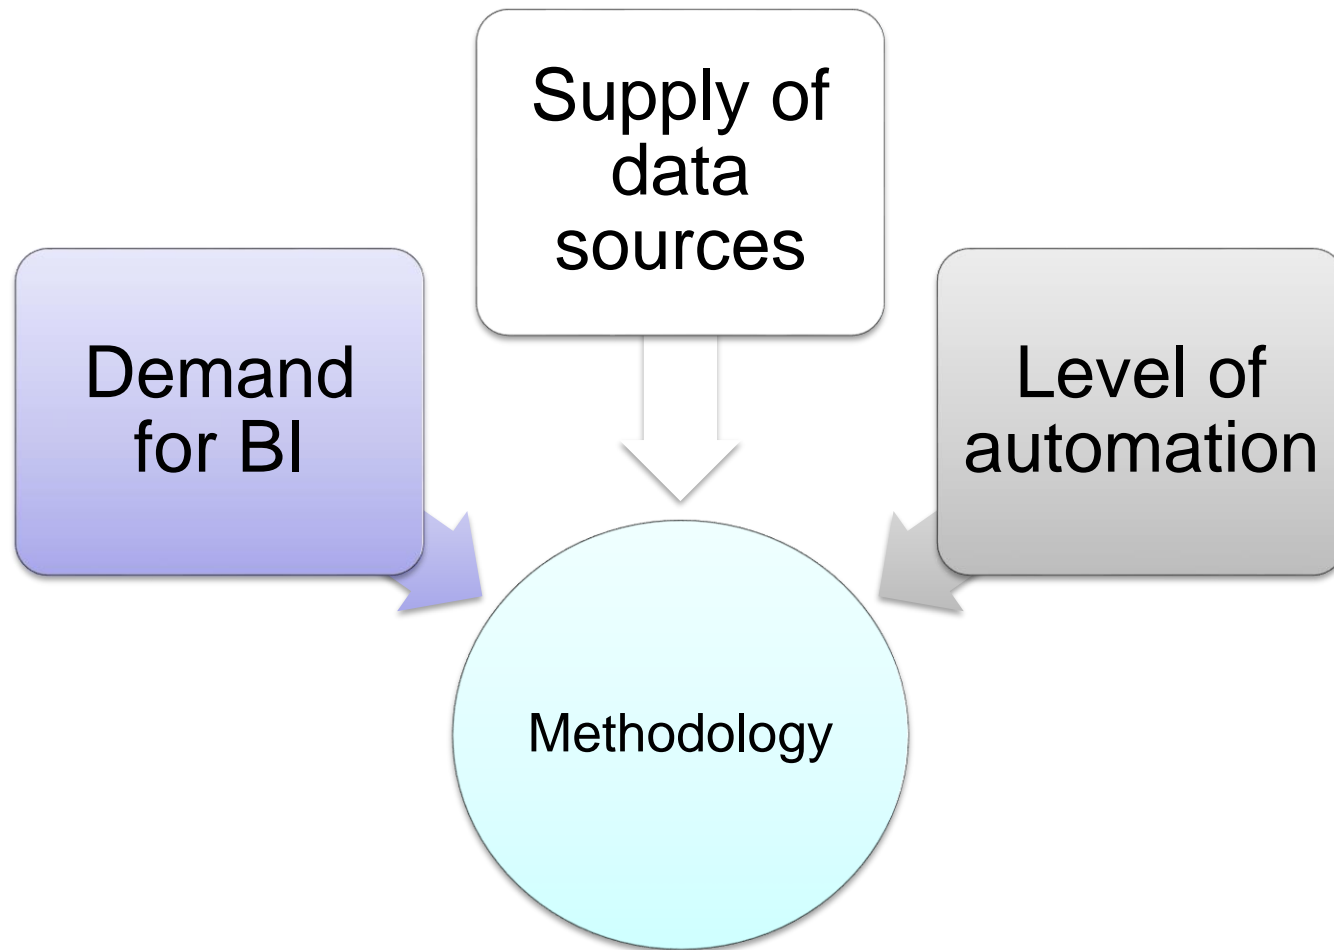 Supply of
data
sources
Demand
for BI
Level of
automation
Methodology